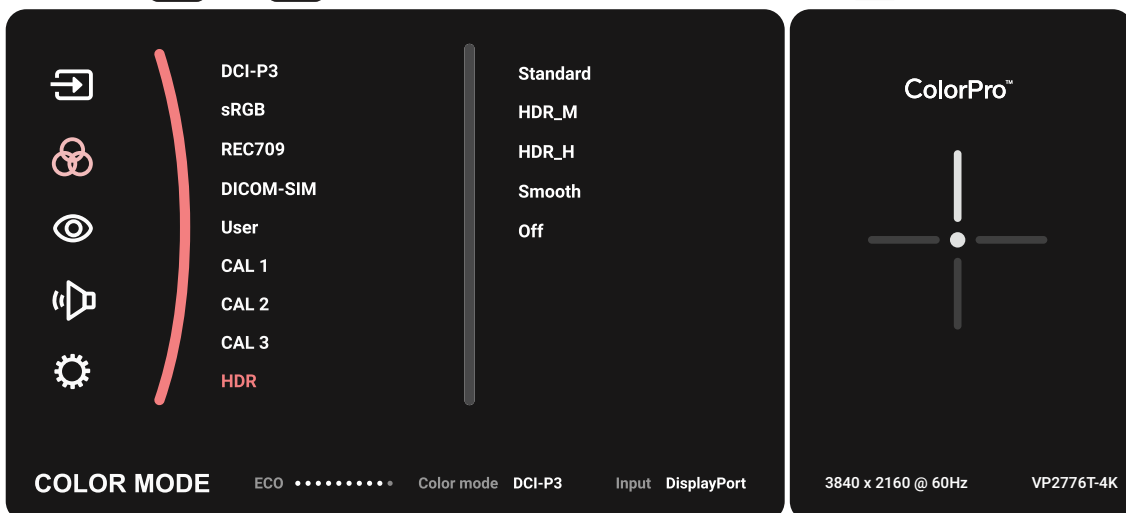 DCI-P3
sRGB
REC709
DICOM-SIM
User
CAL 1
CAL 2
CAL 3
HDR
Standard
HDR_M
HDR_H
Smooth
Off
ColorPro™
COLOR MODE ECO Color mode DCI-P3 Input DisplayPort
3840 x 2160 @ 60Hz VP2776T-4K